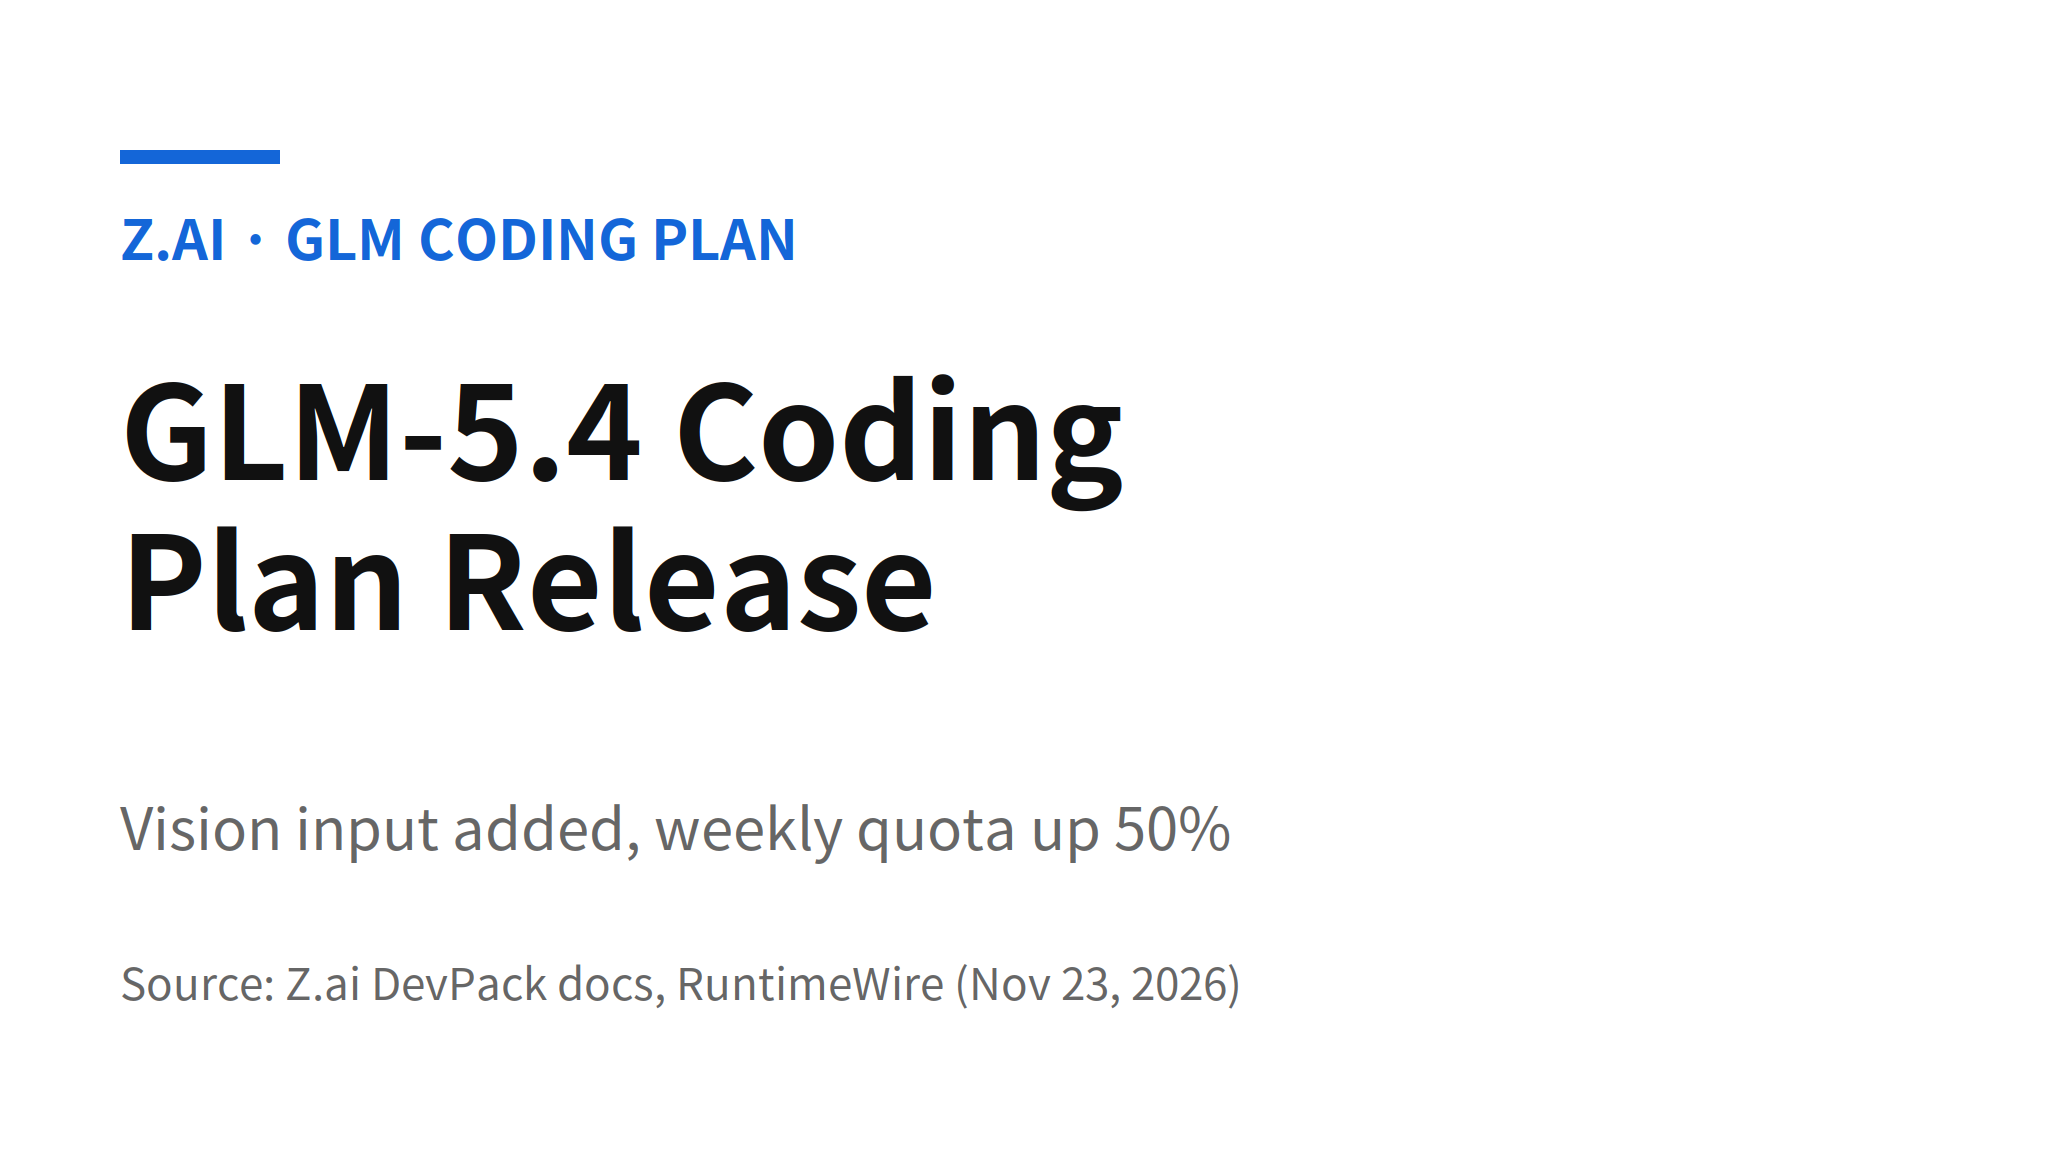 Z.AI · GLM CODING PLAN
GLM-5.4 Coding
Plan Release
Vision input added, weekly quota up 50%
Source: Z.ai DevPack docs, RuntimeWire (Nov 23, 2026)